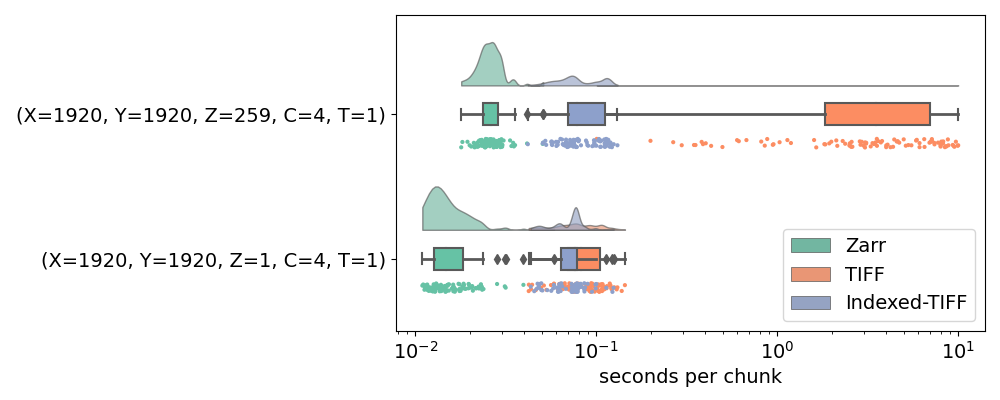 (X=1920, Y=1920, Z=259, C=4, T=1)
(X=1920, Y=1920, Z=1, C=4, T=1)
Zarr
TIFF
Indexed-TIFF
10⁻² 10⁻¹ 10⁰ 10¹
seconds per chunk